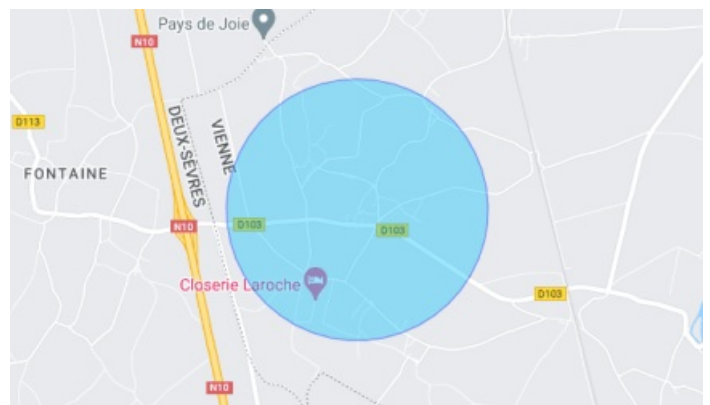 Pays de Joie
N10
D113
DEUX-SÈVRES
VIENNE
FONTAINE
N10
D103
D103
Closerie Laroche
D103
N10